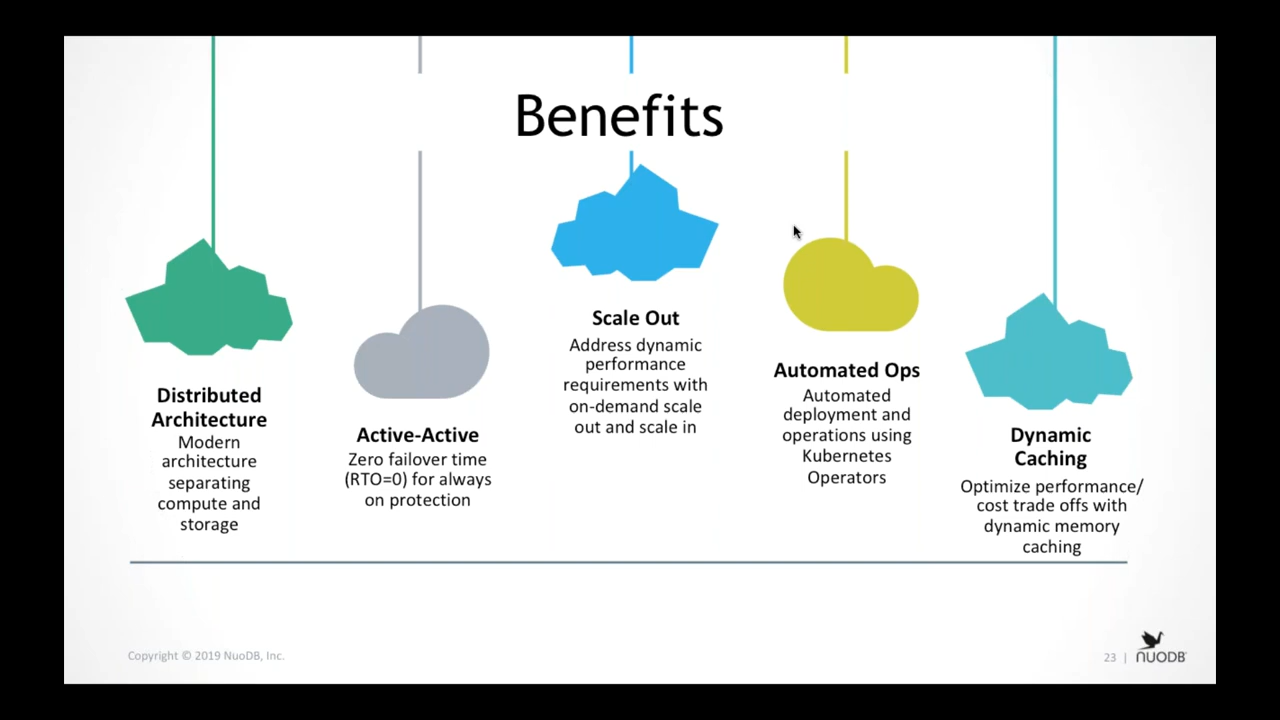 Benefits
Distributed
Architecture
Modern
architecture
separating
compute and
storage
Active-Active
Zero failover time
(RTO=0) for always
on protection
Scale Out
Address dynamic
performance
requirements with
on-demand scale
out and scale in
Automated Ops
Automated
deployment and
operations using
Kubernetes
Operators
Dynamic
Caching
Optimize performance/
cost trade offs with
dynamic memory
caching
Copyright © 2019 NuoDB, Inc.
23 |
NUODB